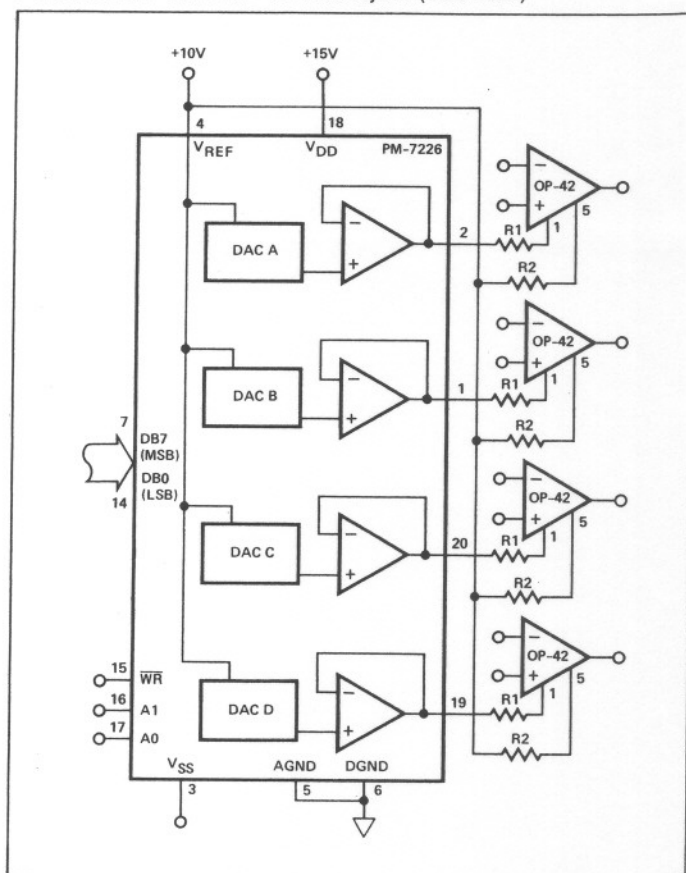 +10V
+15V
4
18
VREF
VDD
PM-7226
DAC A
−
+
2
R1
1
5
R2
−
+
OP-42
DAC B
−
+
1
R1
1
5
R2
−
+
OP-42
7
DB7
(MSB)
DB0
(LSB)
14
DAC C
−
+
20
R1
1
5
R2
−
+
OP-42
DAC D
−
+
19
R1
1
5
R2
−
+
OP-42
15
WR
16
A1
17
A0
VSS
3
AGND
5
DGND
6